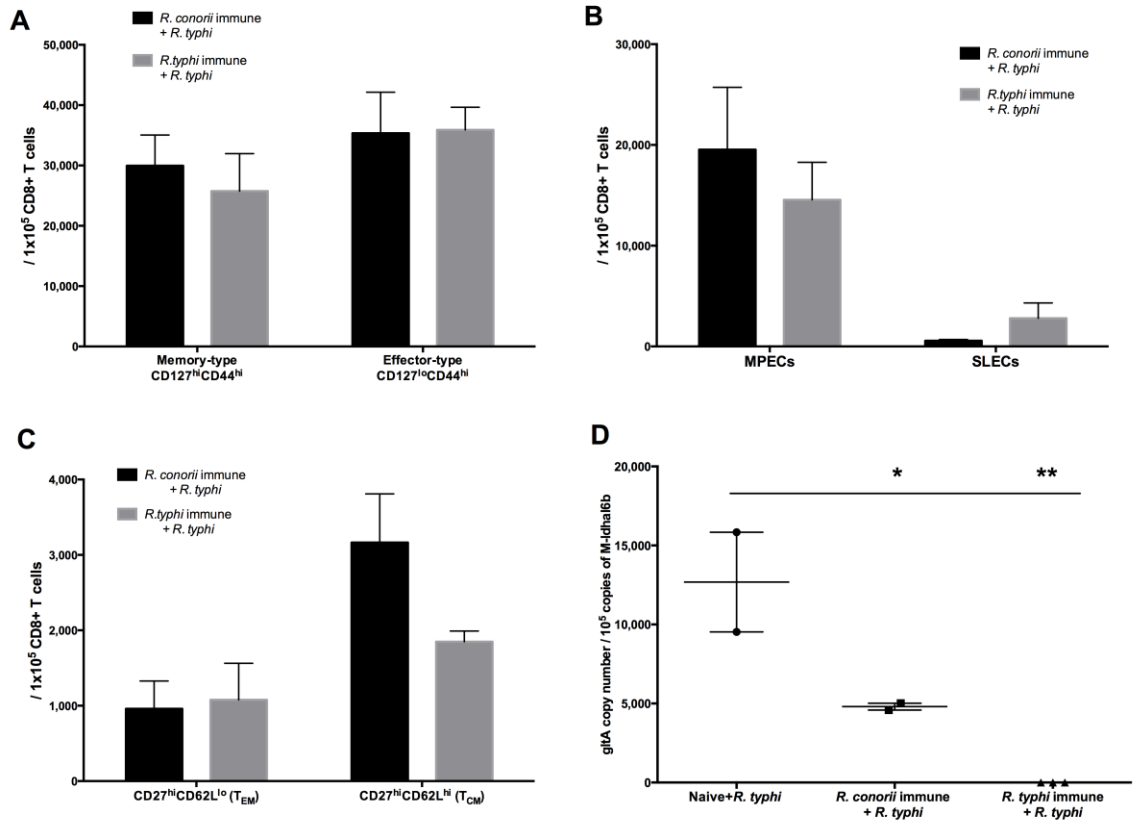 A
R. conorii immune
+ R. typhi
R.typhi immune
+ R. typhi
50,000
40,000
30,000
20,000
10,000
0
/ 1x10⁵ CD8+ T cells
Memory-type
CD127ʰⁱCD44ʰⁱ
Effector-type
CD127ˡᵒCD44ʰⁱ
B
R. conorii immune
+ R. typhi
R.typhi immune
+ R. typhi
30,000
20,000
10,000
0
/ 1x10⁵ CD8+ T cells
MPECs
SLECs
C
R. conorii immune
+ R. typhi
R.typhi immune
+ R. typhi
4,000
3,000
2,000
1,000
0
/ 1x10⁵ CD8+ T cells
CD27ʰⁱCD62Lˡᵒ (T_EM)
CD27ʰⁱCD62Lʰⁱ (T_CM)
D
20,000
15,000
10,000
5,000
0
gltA copy number / 10⁵ copies of M-ldhal6b
* **
Naive+R. typhi
R. conorii immune
+ R. typhi
R. typhi immune
+ R. typhi